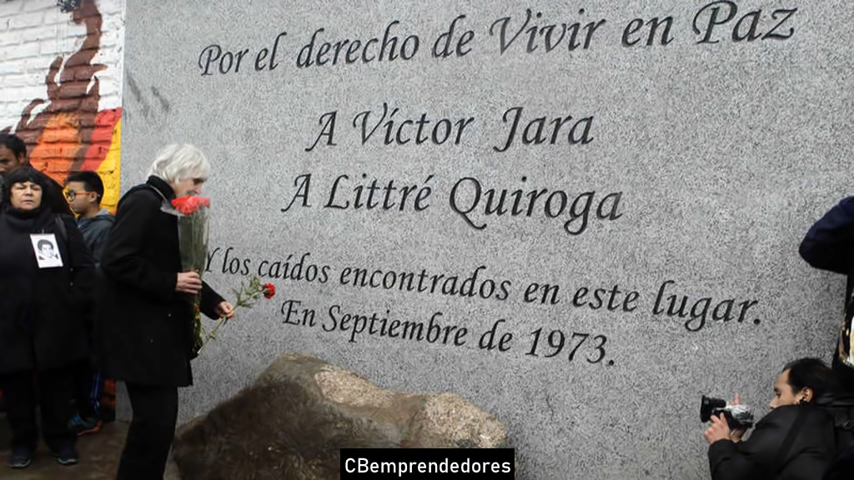 Por el derecho de Vivir en Paz
A Víctor Jara
A Littré Quiroga
Y los caídos encontrados en este lugar.
En Septiembre de 1973.
CBemprendedores